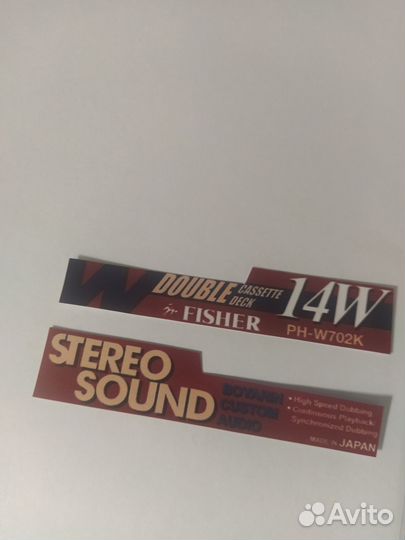 W DOUBLE CASSETTE DECK 14W
FISHER PH-W702K
STEREO
SOUND
BOYARIN
CUSTOM
AUDIO
• High Speed Dubbing
• Continuous Playback
Synchronized Dubbing
MADE IN JAPAN
Avito